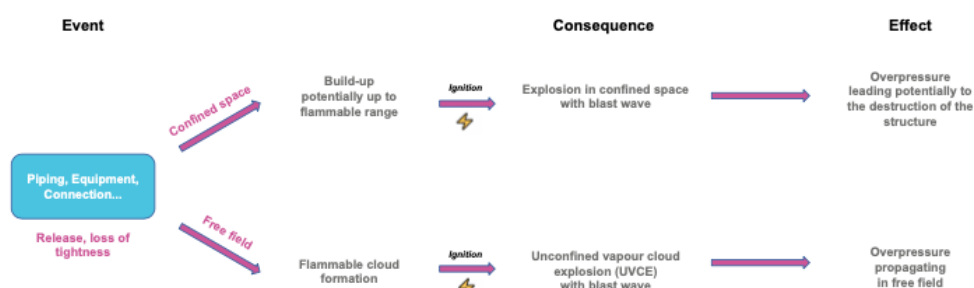 Event
Consequence
Effect
Confined space
Build-up
potentially up to
flammable range
Ignition
Explosion in confined space
with blast wave
Overpressure
leading potentially to
the destruction of the
structure
Piping, Equipment,
Connection...
Release, loss of
tightness
Free field
Flammable cloud
formation
Ignition
Unconfined vapour cloud
explosion (UVCE)
with blast wave
Overpressure
propagating
in free field